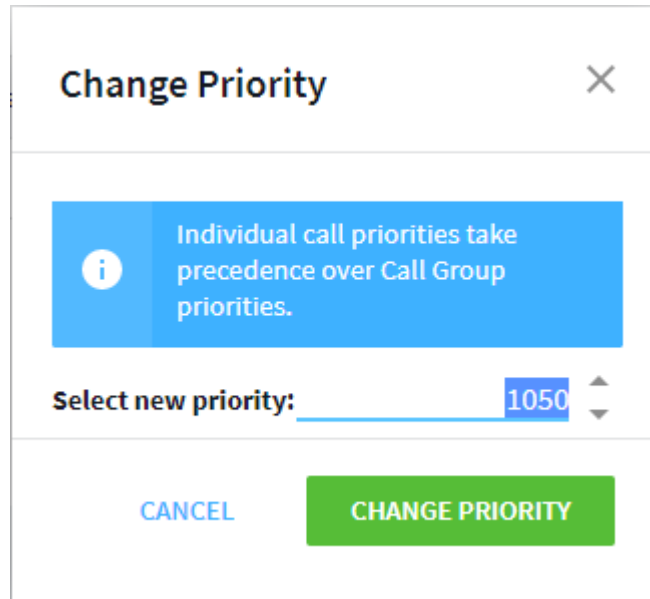 Change Priority
Individual call priorities take
precedence over Call Group
priorities.
Select new priority: 1050
CANCEL CHANGE PRIORITY